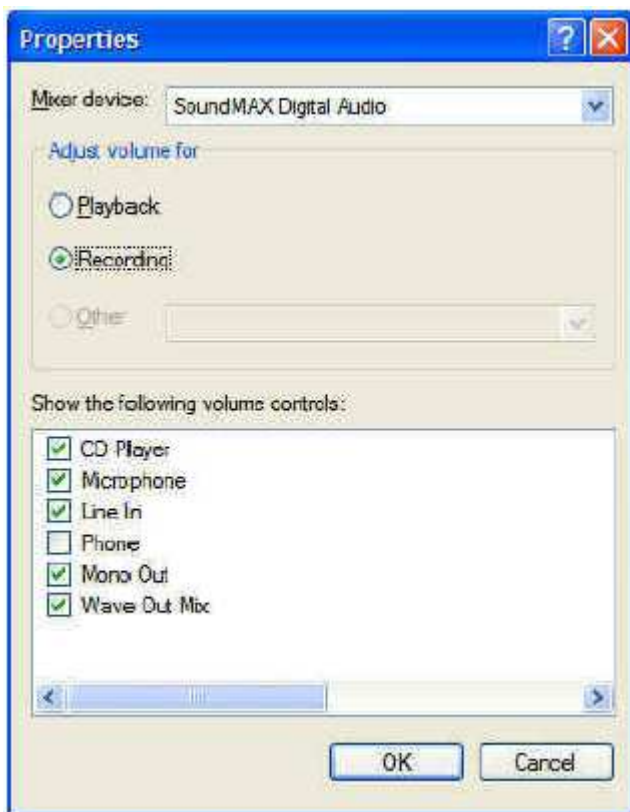 Properties
Mixer device: SoundMAX Digital Audio
Adjust volume for
Playback
Recording
Other
Show the following volume controls:
CD Player
Microphone
Line In
Phone
Mono Out
Wave Out Mix
OK Cancel